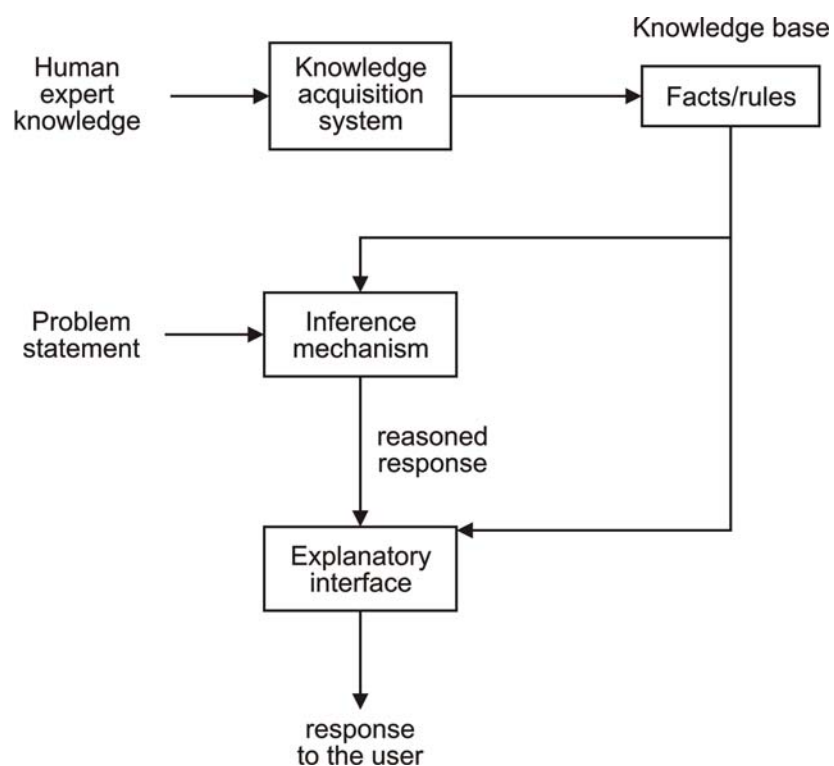 Knowledge base
Human
expert
knowledge
Knowledge
acquisition
system
Facts/rules
Problem
statement
Inference
mechanism
reasoned
response
Explanatory
interface
response
to the user